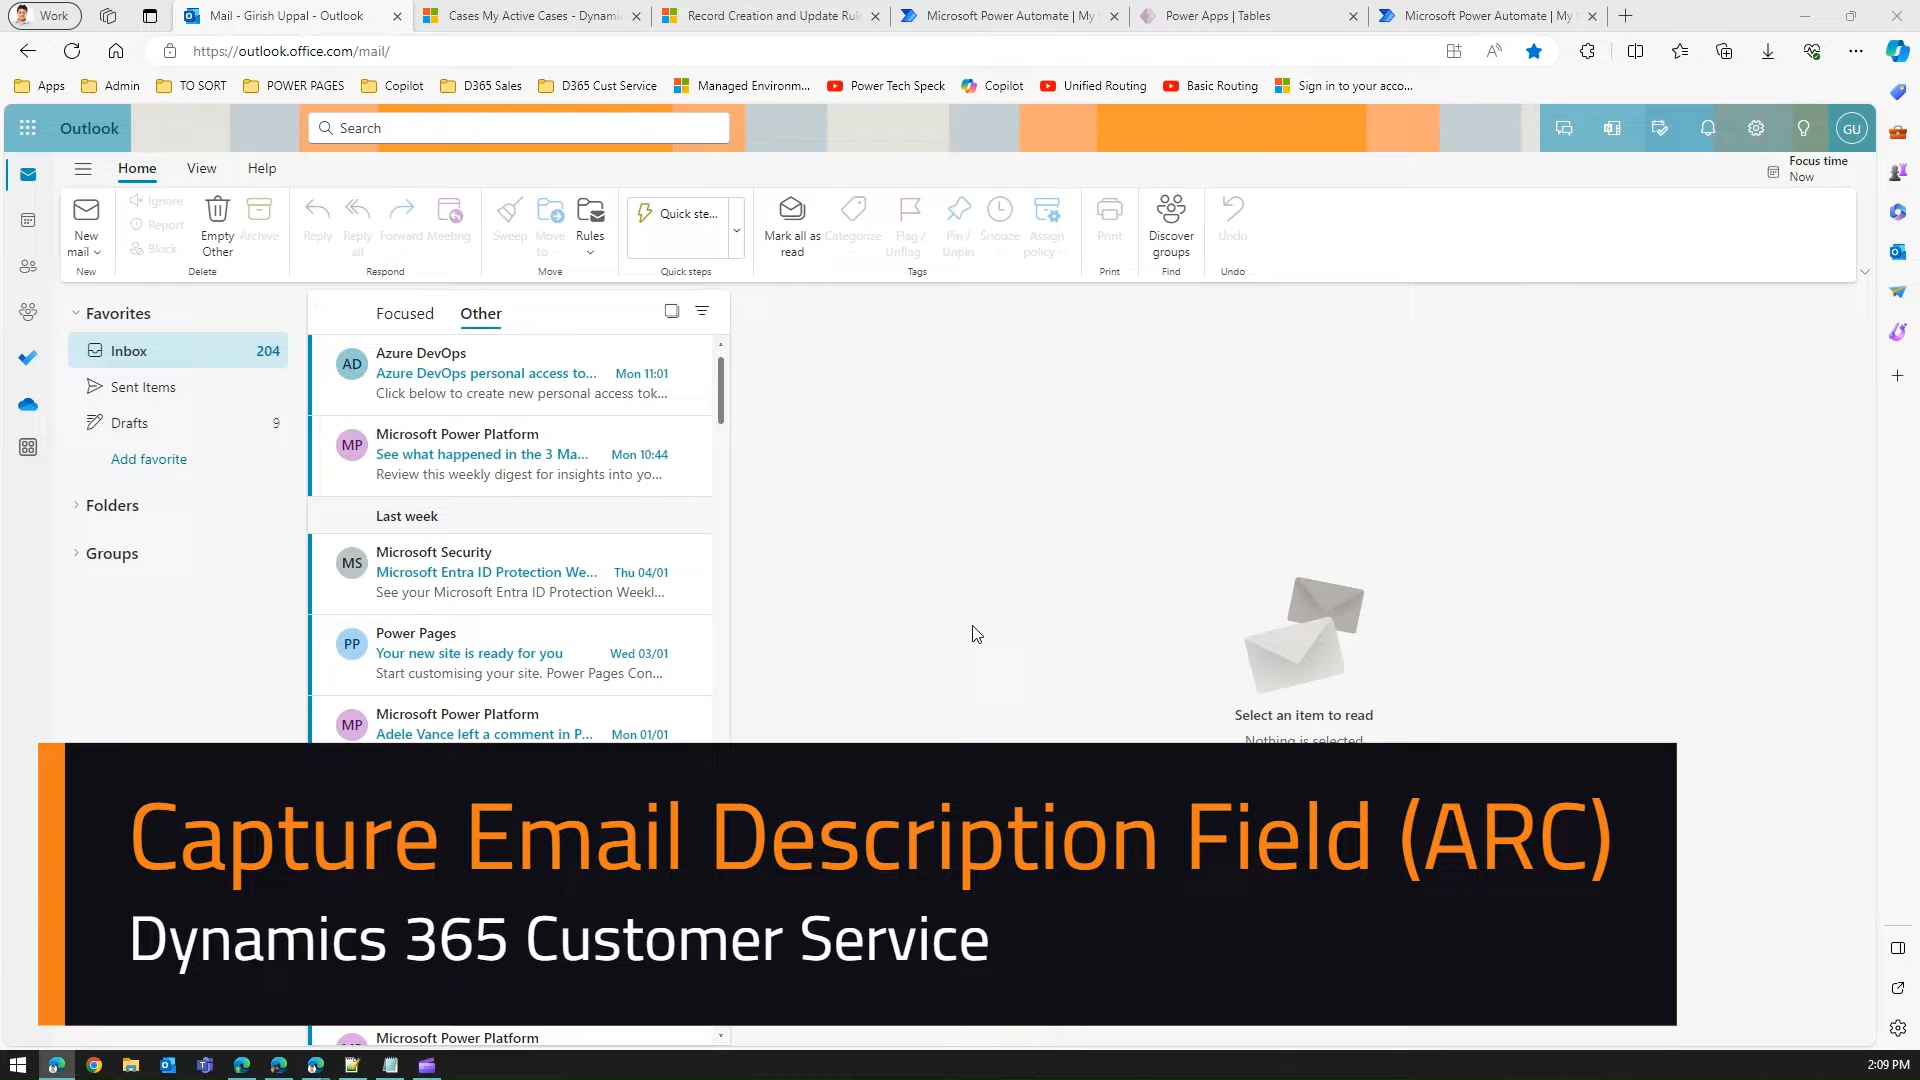 Work
Mail - Girish Uppal - Outlook
Cases My Active Cases - Dynami
Record Creation and Update Rul
Microsoft Power Automate | My
Power Apps | Tables
Microsoft Power Automate | My
https://outlook.office.com/mail/
Apps
Admin
TO SORT
POWER PAGES
Copilot
D365 Sales
D365 Cust Service
Managed Environm...
Power Tech Speck
Copilot
Unified Routing
Basic Routing
Sign in to your acco...
Outlook
Search
GU
Home
View
Help
Focus time
Now
New mail
New
Ignore
Report
Block
Empty Other
Archive
Delete
Reply
Reply all
Forward
Meeting
Respond
Sweep
Move to
Rules
Move
Quick ste...
Quick steps
Mark all as read
Categorize
Flag / Unflag
Pin / Unpin
Snooze
Assign policy
Tags
Print
Print
Discover groups
Find
Undo
Undo
Favorites
Inbox 204
Sent Items
Drafts 9
Add favorite
Folders
Groups
Focused
Other
AD
Azure DevOps
Azure DevOps personal access to... Mon 11:01
Click below to create new personal access tok...
MP
Microsoft Power Platform
See what happened in the 3 Ma... Mon 10:44
Review this weekly digest for insights into yo...
Last week
MS
Microsoft Security
Microsoft Entra ID Protection We... Thu 04/01
See your Microsoft Entra ID Protection Weekl...
PP
Power Pages
Your new site is ready for you Wed 03/01
Start customising your site. Power Pages Con...
MP
Microsoft Power Platform
Adele Vance left a comment in P... Mon 01/01
Select an item to read
Nothing is selected
Capture Email Description Field (ARC)
Dynamics 365 Customer Service
Microsoft Power Platform
2:09 PM